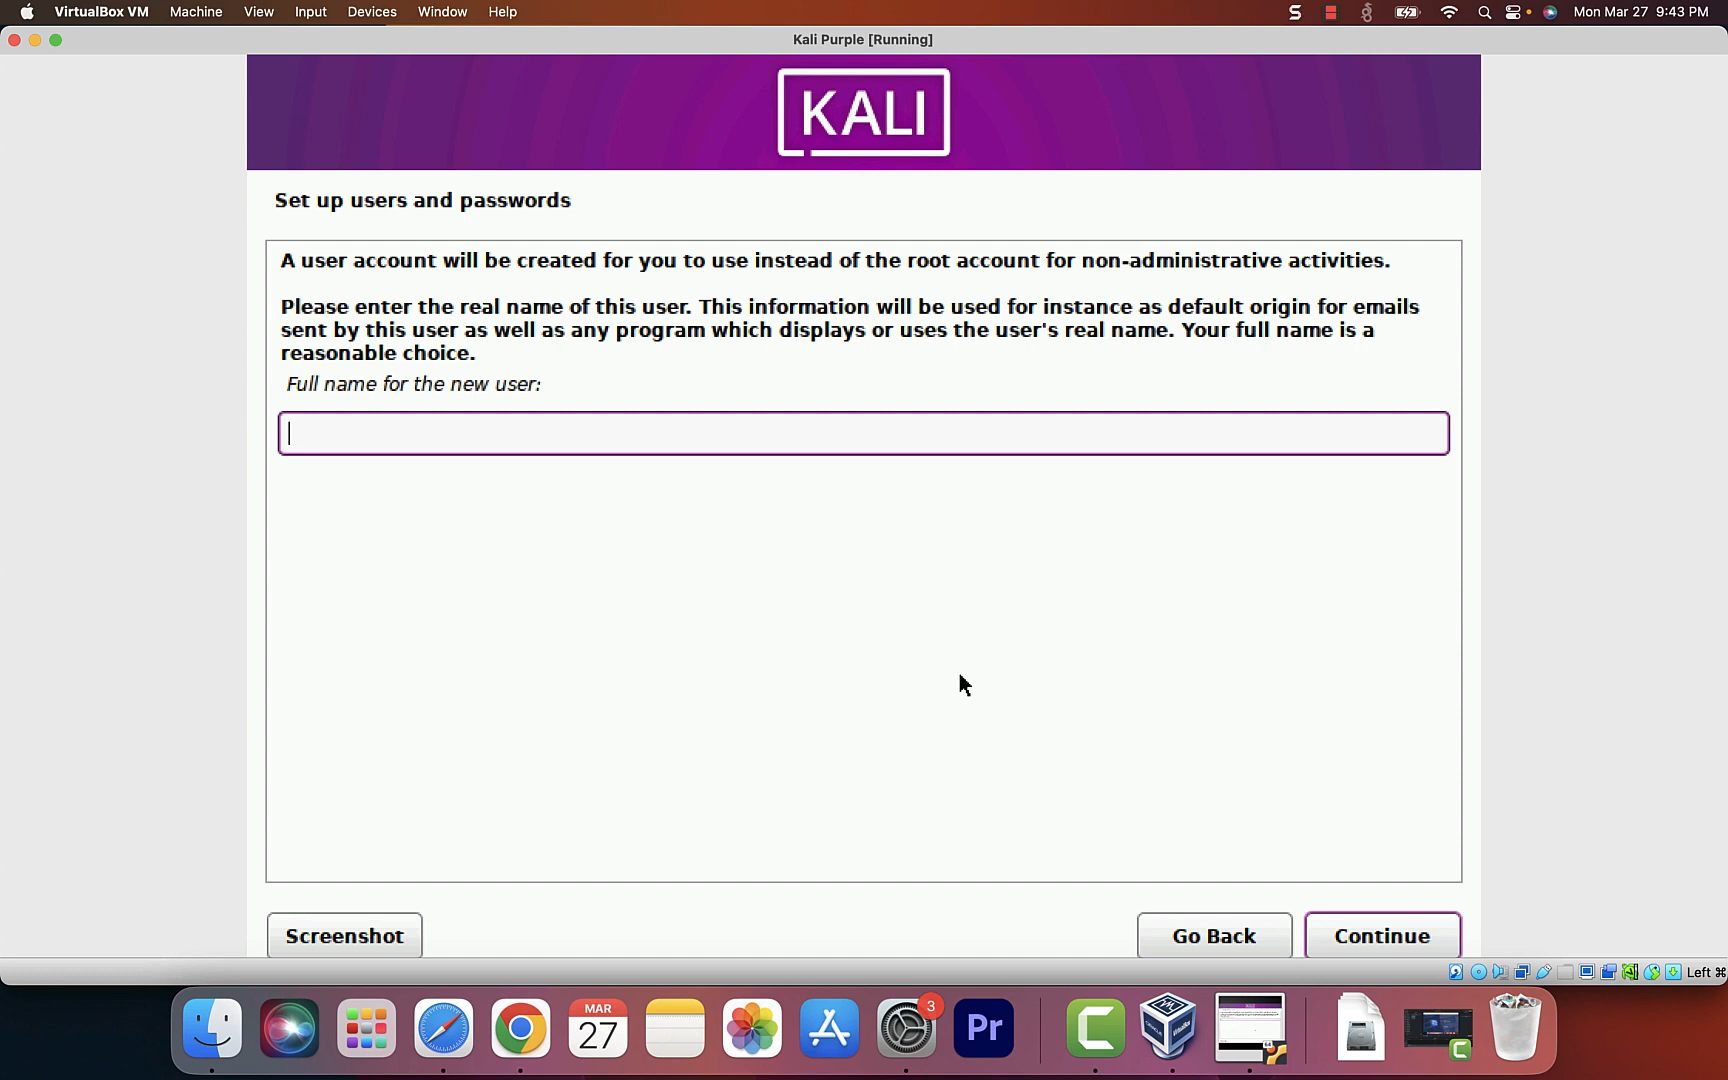 VirtualBox VM Machine View Input Devices Window Help Mon Mar 27 9:43 PM
Kali Purple [Running]
KALI
Set up users and passwords
A user account will be created for you to use instead of the root account for non-administrative activities.
Please enter the real name of this user. This information will be used for instance as default origin for emails
sent by this user as well as any program which displays or uses the user's real name. Your full name is a
reasonable choice.
Full name for the new user:
Screenshot Go Back Continue
Left ⌘
MAR
27
3
Pr